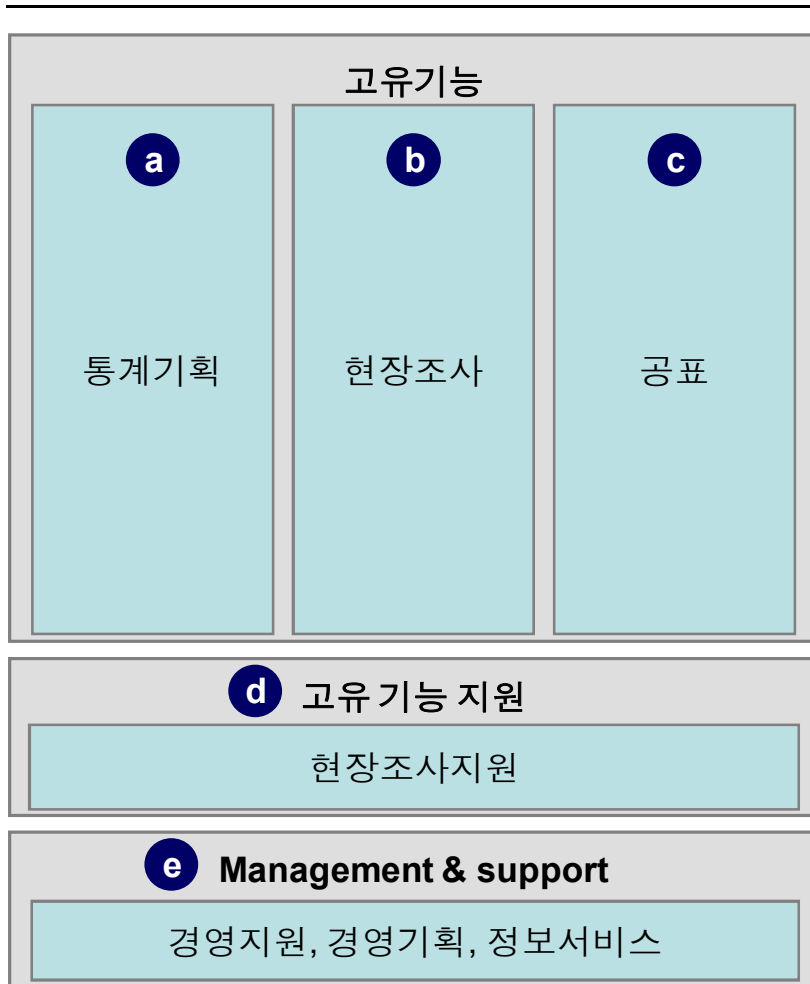 고유기능
a b c
통계기획 현장조사 공표
d 고유 기능 지원
현장조사지원
e Management & support
경영지원, 경영기획, 정보서비스